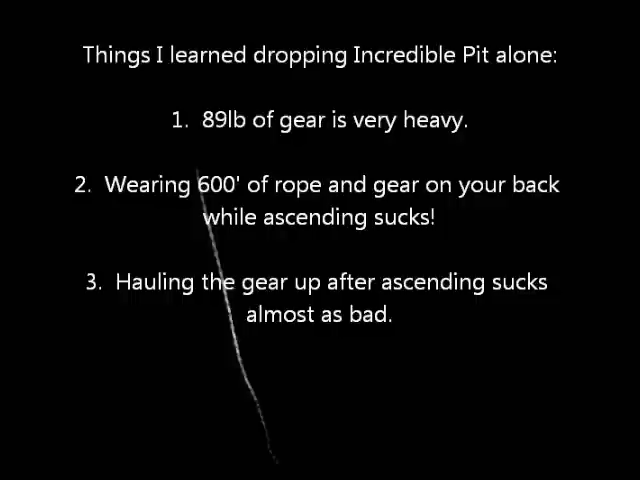 Things I learned dropping Incredible Pit alone:
1. 89lb of gear is very heavy.
2. Wearing 600' of rope and gear on your back
while ascending sucks!
3. Hauling the gear up after ascending sucks
almost as bad.